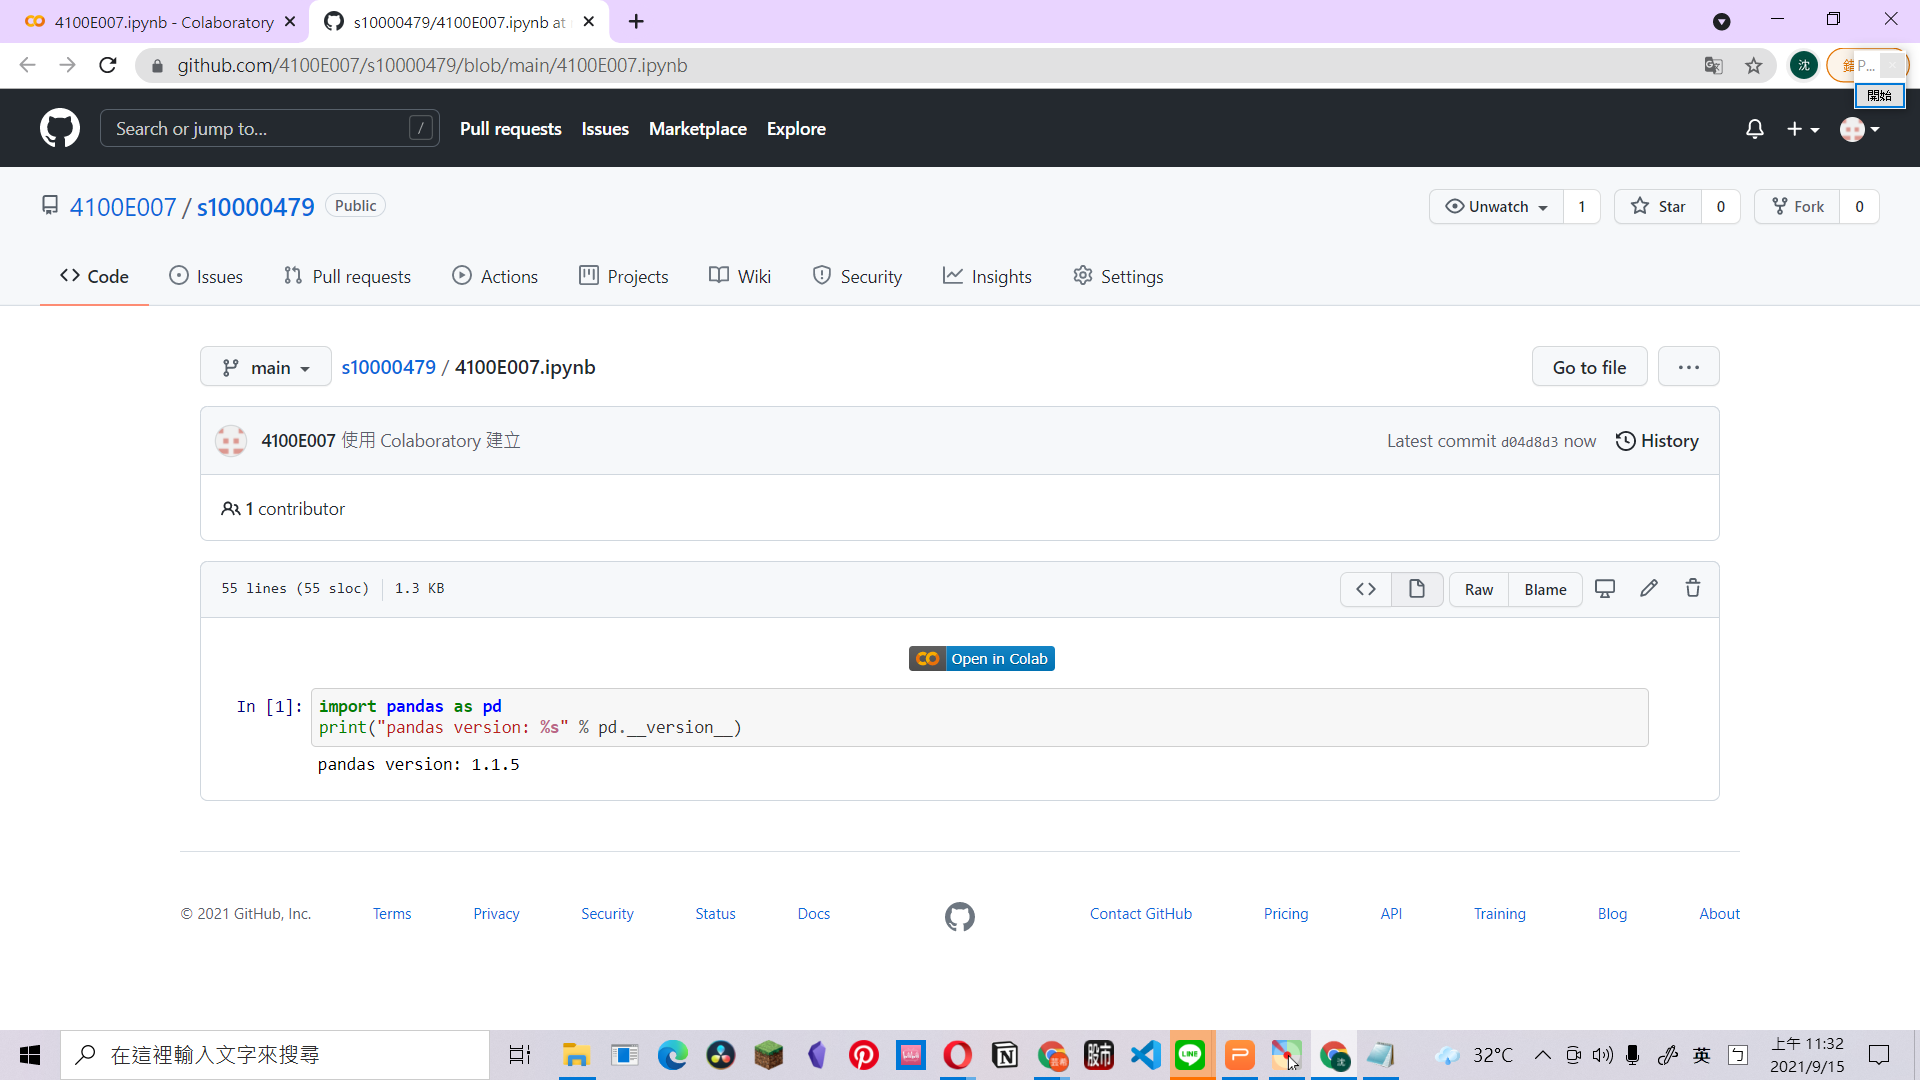 4100E007.ipynb - Colaboratory
s10000479/4100E007.ipynb at
github.com/4100E007/s10000479/blob/main/4100E007.ipynb
沈
P...
開始
Search or jump to...
/
Pull requests
Issues
Marketplace
Explore
4100E007 / s10000479
Public
Unwatch
1
Star
0
Fork
0
Code
Issues
Pull requests
Actions
Projects
Wiki
Security
Insights
Settings
main
s10000479 / 4100E007.ipynb
Go to file
4100E007 使用 Colaboratory 建立
Latest commit d04d8d3 now
History
1 contributor
55 lines (55 sloc)
1.3 KB
Raw
Blame
Open in Colab
In [1]:
import pandas as pd
print("pandas version: %s" % pd.__version__)
pandas version: 1.1.5
© 2021 GitHub, Inc.
Terms
Privacy
Security
Status
Docs
Contact GitHub
Pricing
API
Training
Blog
About
在這裡輸入文字來搜尋
股市
LINE
32°C
英
上午 11:32
2021/9/15